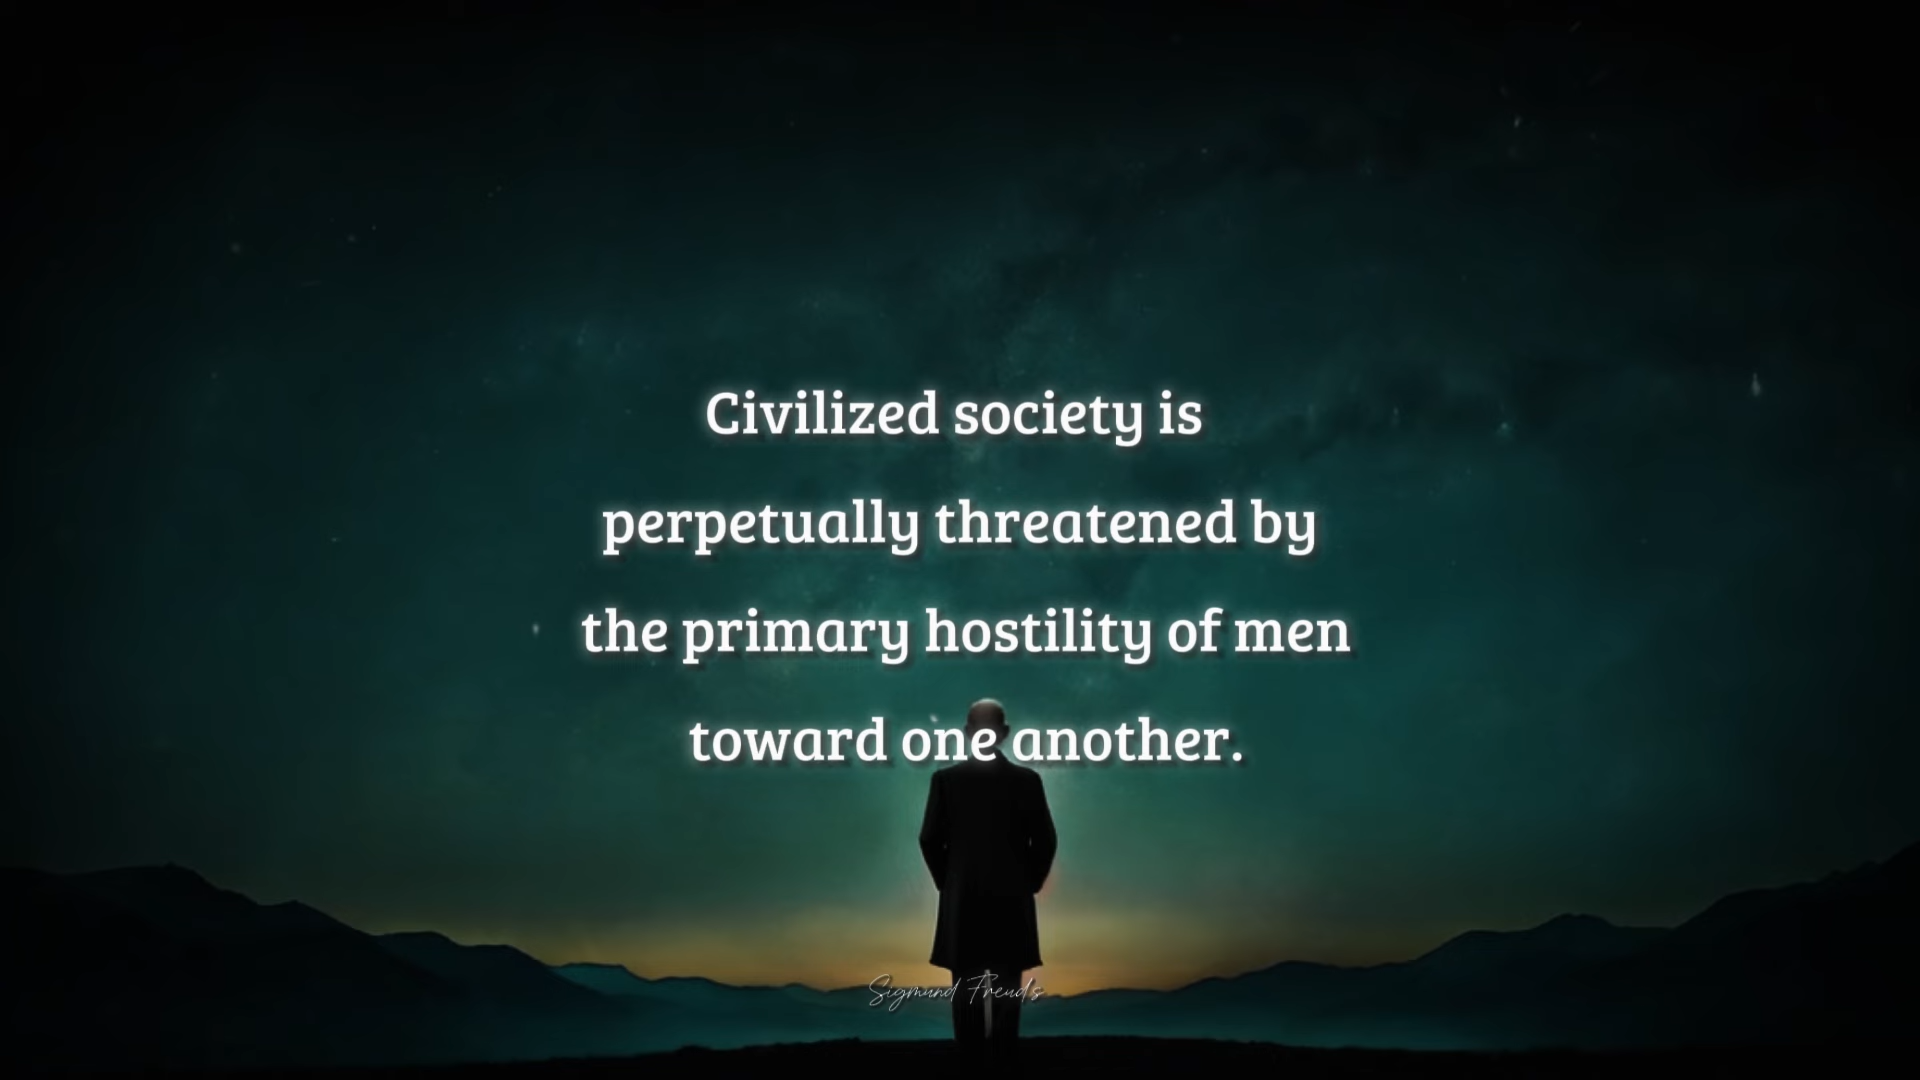 Civilized society is
perpetually threatened by
the primary hostility of men
toward one another.
Sigmund Freud's